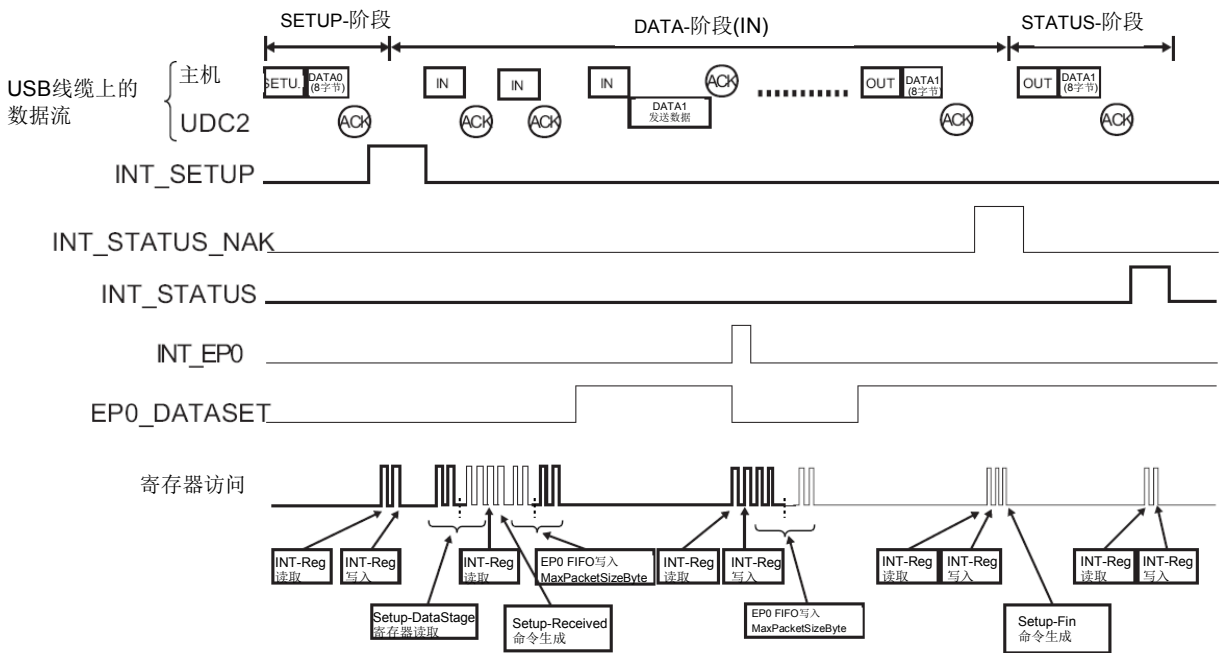 SETUP-阶段
DATA-阶段(IN)
STATUS-阶段
USB线缆上的
数据流
主机
UDC2
SETU.
DATA0
(8字节)
IN
IN
IN
ACK
OUT
DATA1
(8字节)
OUT
DATA1
(8字节)
ACK
ACK
ACK
DATA1
发送数据
ACK
ACK
INT_SETUP
INT_STATUS_NAK
INT_STATUS
INT_EP0
EP0_DATASET
寄存器访问
INT-Reg
读取
INT-Reg
写入
INT-Reg
读取
EP0 FIFO写入
MaxPacketSizeByte
INT-Reg
读取
INT-Reg
写入
INT-Reg
读取
INT-Reg
写入
INT-Reg
读取
INT-Reg
写入
Setup-DataStage
寄存器读取
Setup-Received
命令生成
EP0 FIFO写入
MaxPacketSizeByte
Setup-Fin
命令生成